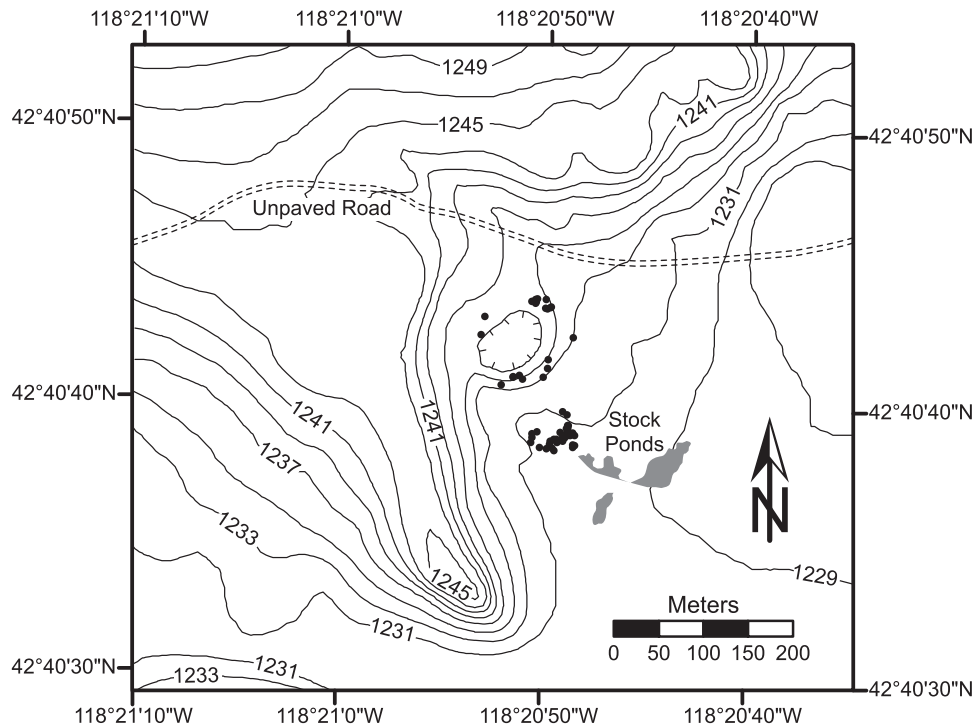 118°21'10"W 118°21'0"W 118°20'50"W 118°20'40"W
1249
42°40'50"N 1245 1241 42°40'50"N
1231
Unpaved Road
42°40'40"N 42°40'40"N
1241 1241 Stock
Ponds
1237
N
1233
1245 1229
Meters
1231
0 50 100 150 200
42°40'30"N 1231
1233 42°40'30"N
118°21'10"W 118°21'0"W 118°20'50"W 118°20'40"W